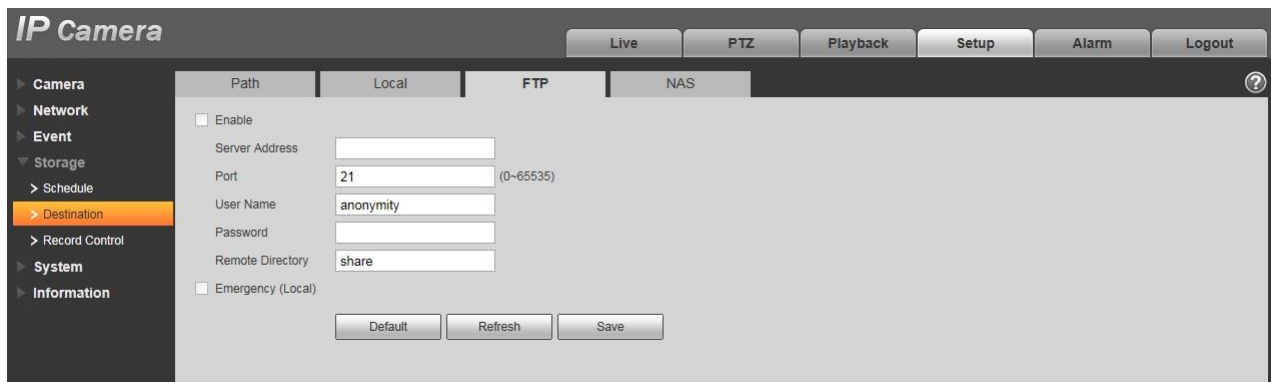 IP Camera
Live PTZ Playback Setup Alarm Logout
Camera
Network
Event
Storage
> Schedule
> Destination
> Record Control
System
Information
Path Local FTP NAS ?
Enable
Server Address
Port 21 (0~65535)
User Name anonymity
Password
Remote Directory share
Emergency (Local)
Default Refresh Save